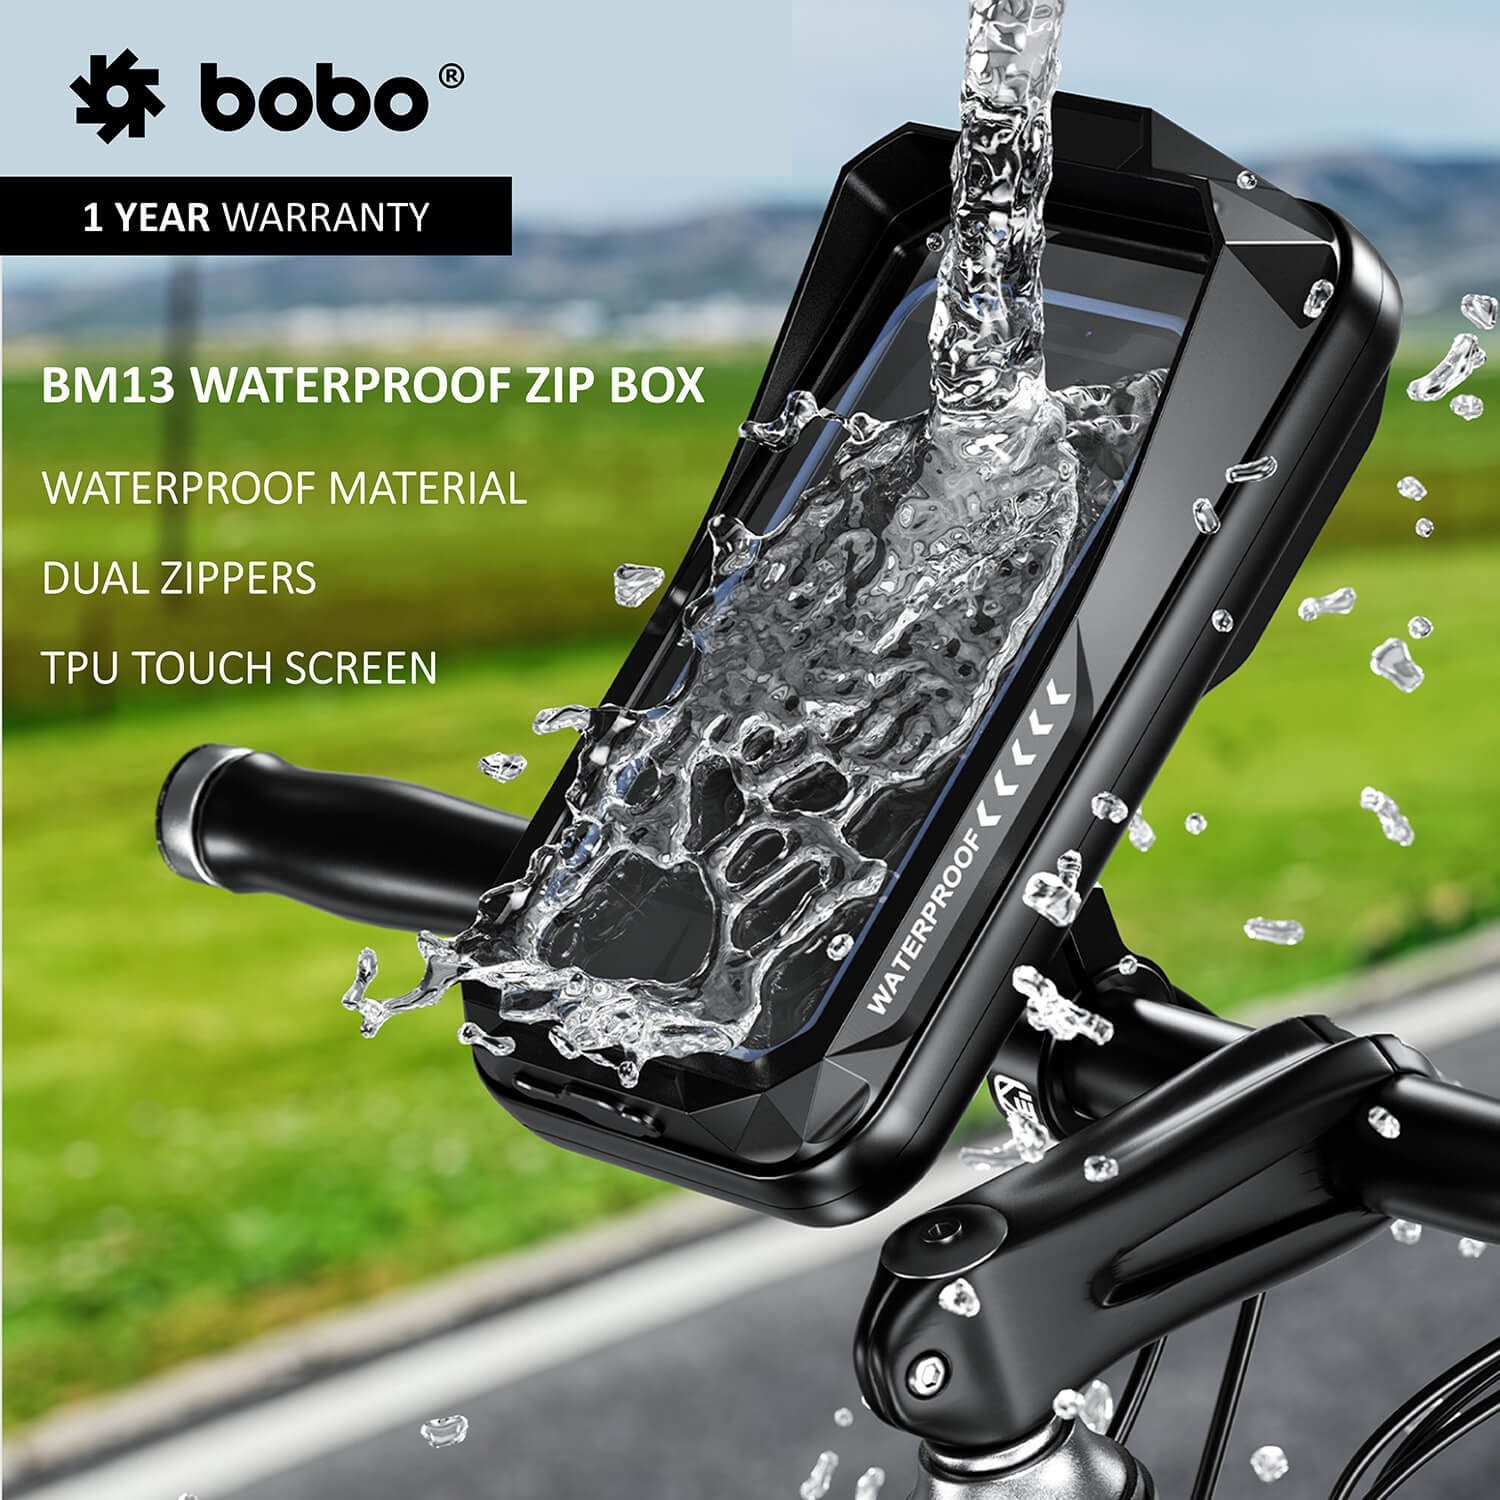 bobo®
1 YEAR WARRANTY
BM13 WATERPROOF ZIP BOX
WATERPROOF MATERIAL
DUAL ZIPPERS
TPU TOUCH SCREEN
WATERPROOF